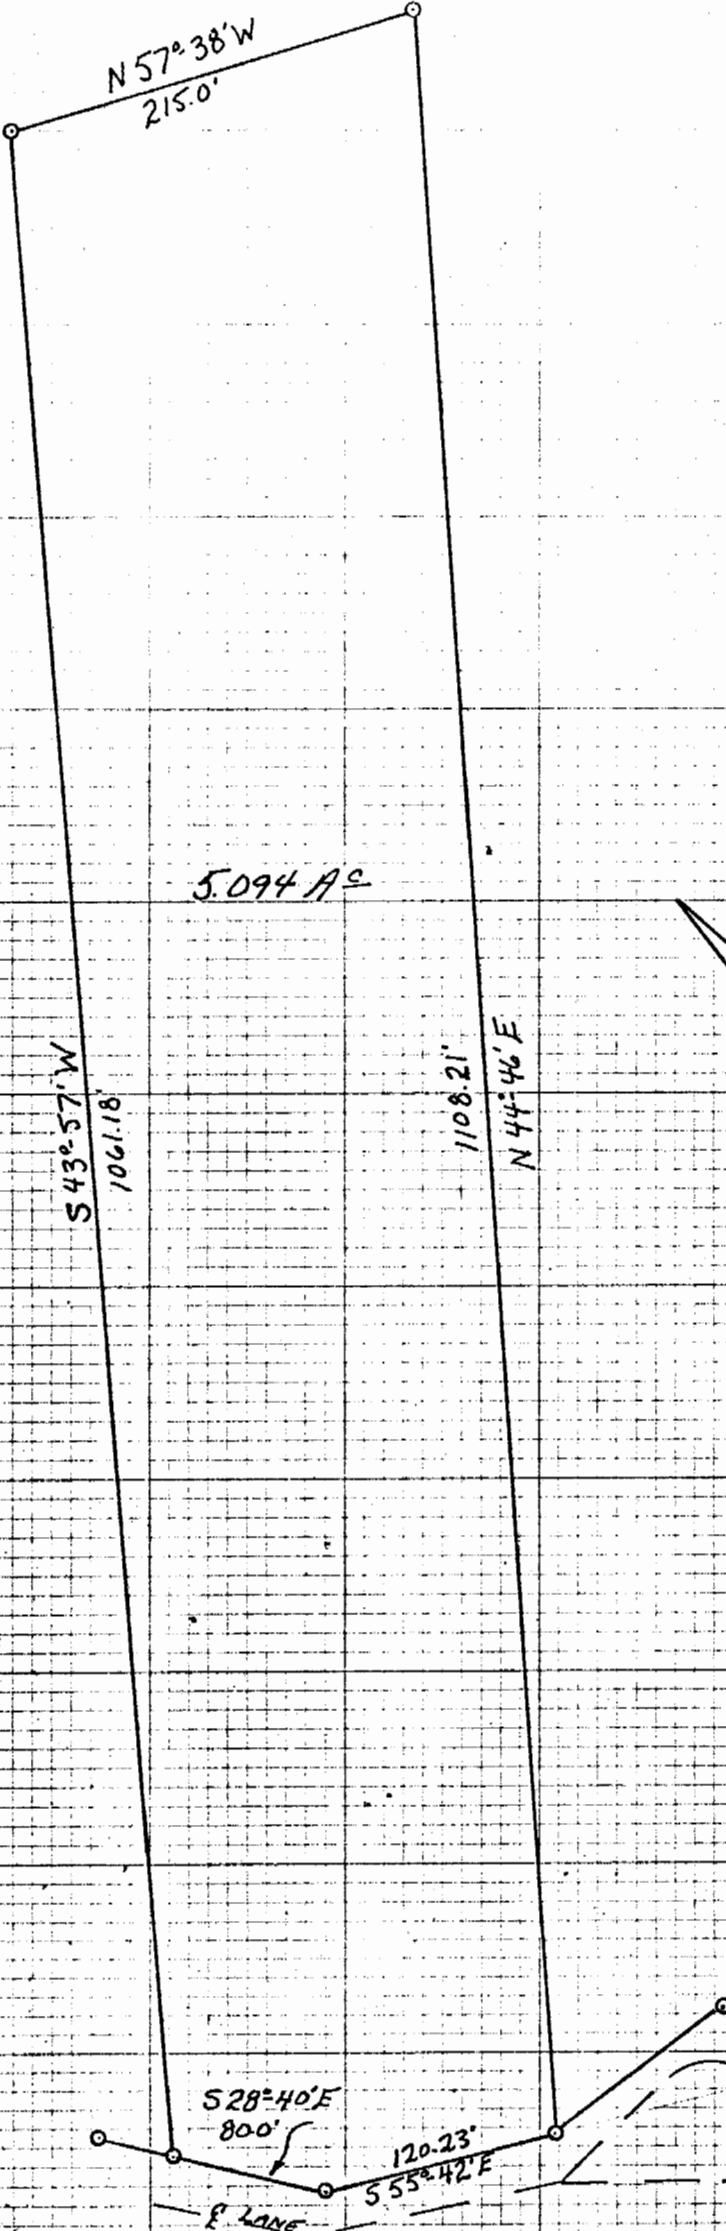 N 57°-38' W
215.0'
5.094 Ac
S 43°-57' W
1061.18'
1108.21'
N 44°-46' E
S 28°-40' E
80.0'
120.23'
S 55°-42' E
℄ LANE